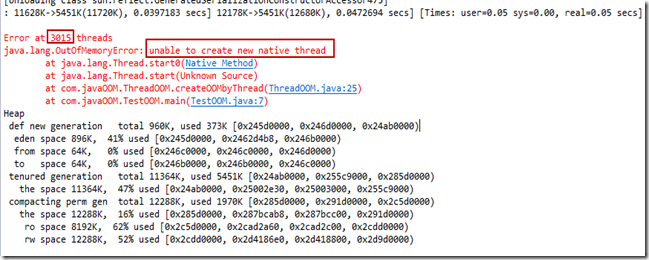 [Unloading class sun.reflect.GeneratedSerializationConstructorAccessor475]
: 11628K->5451K(11720K), 0.0397183 secs] 12178K->5451K(12680K), 0.0472694 secs] [Times: user=0.05 sys=0.00, real=0.05 secs]
Error at 3015 threads
java.lang.OutOfMemoryError: unable to create new native thread
at java.lang.Thread.start0(Native Method)
at java.lang.Thread.start(Unknown Source)
at com.javaOOM.ThreadOOM.createOOMbyThread(ThreadOOM.java:25)
at com.javaOOM.TestOOM.main(TestOOM.java:7)
Heap
def new generation total 960K, used 373K [0x245d0000, 0x246d0000, 0x24ab0000)
eden space 896K, 41% used [0x245d0000, 0x2462d4b8, 0x246b0000)
from space 64K, 0% used [0x246c0000, 0x246c0000, 0x246d0000)
to space 64K, 0% used [0x246b0000, 0x246b0000, 0x246c0000)
tenured generation total 11364K, used 5451K [0x24ab0000, 0x255c9000, 0x285d0000)
the space 11364K, 47% used [0x24ab0000, 0x25002e30, 0x25003000, 0x255c9000)
compacting perm gen total 12288K, used 1970K [0x285d0000, 0x291d0000, 0x2c5d0000)
the space 12288K, 16% used [0x285d0000, 0x287bcab8, 0x287bcc00, 0x291d0000)
ro space 8192K, 62% used [0x2c5d0000, 0x2cad2a60, 0x2cad2c00, 0x2cdd0000)
rw space 12288K, 52% used [0x2cdd0000, 0x2d4186e0, 0x2d418800, 0x2d9d0000)